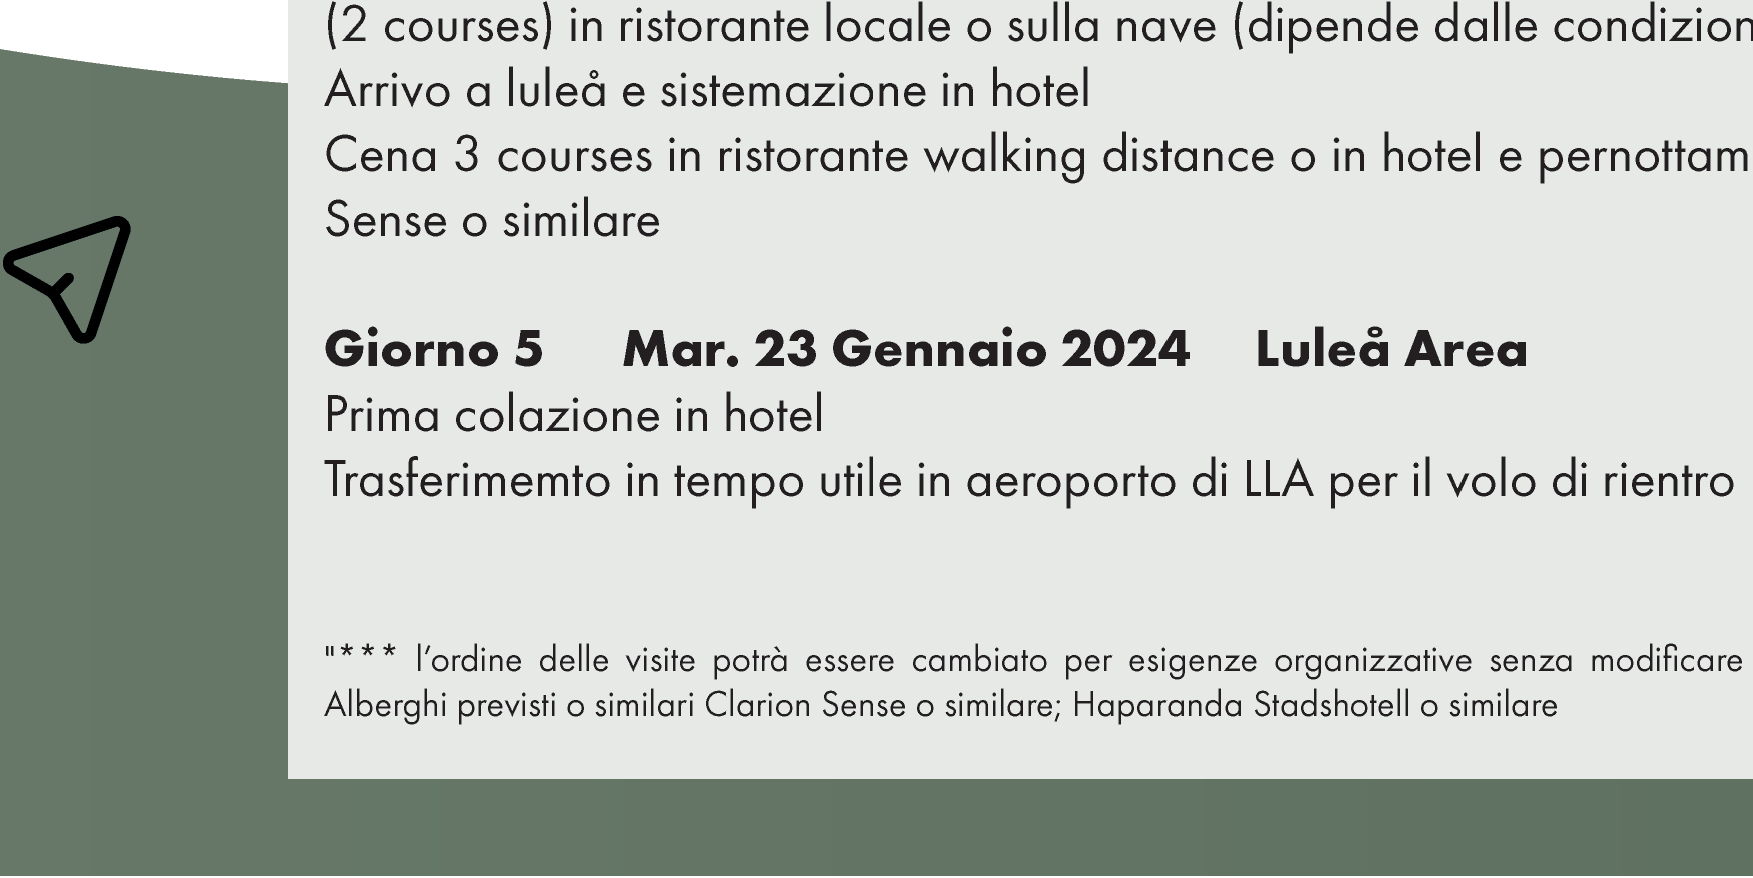 (2 courses) in ristorante locale o sulla nave (dipende dalle condizion
Arrivo a luleå e sistemazione in hotel
Cena 3 courses in ristorante walking distance o in hotel e pernottam
Sense o similare
Giorno 5 Mar. 23 Gennaio 2024 Luleå Area
Prima colazione in hotel
Trasferimemto in tempo utile in aeroporto di LLA per il volo di rientro
"*** l’ordine delle visite potrà essere cambiato per esigenze organizzative senza modificare
Alberghi previsti o similari Clarion Sense o similare; Haparanda Stadshotell o similare